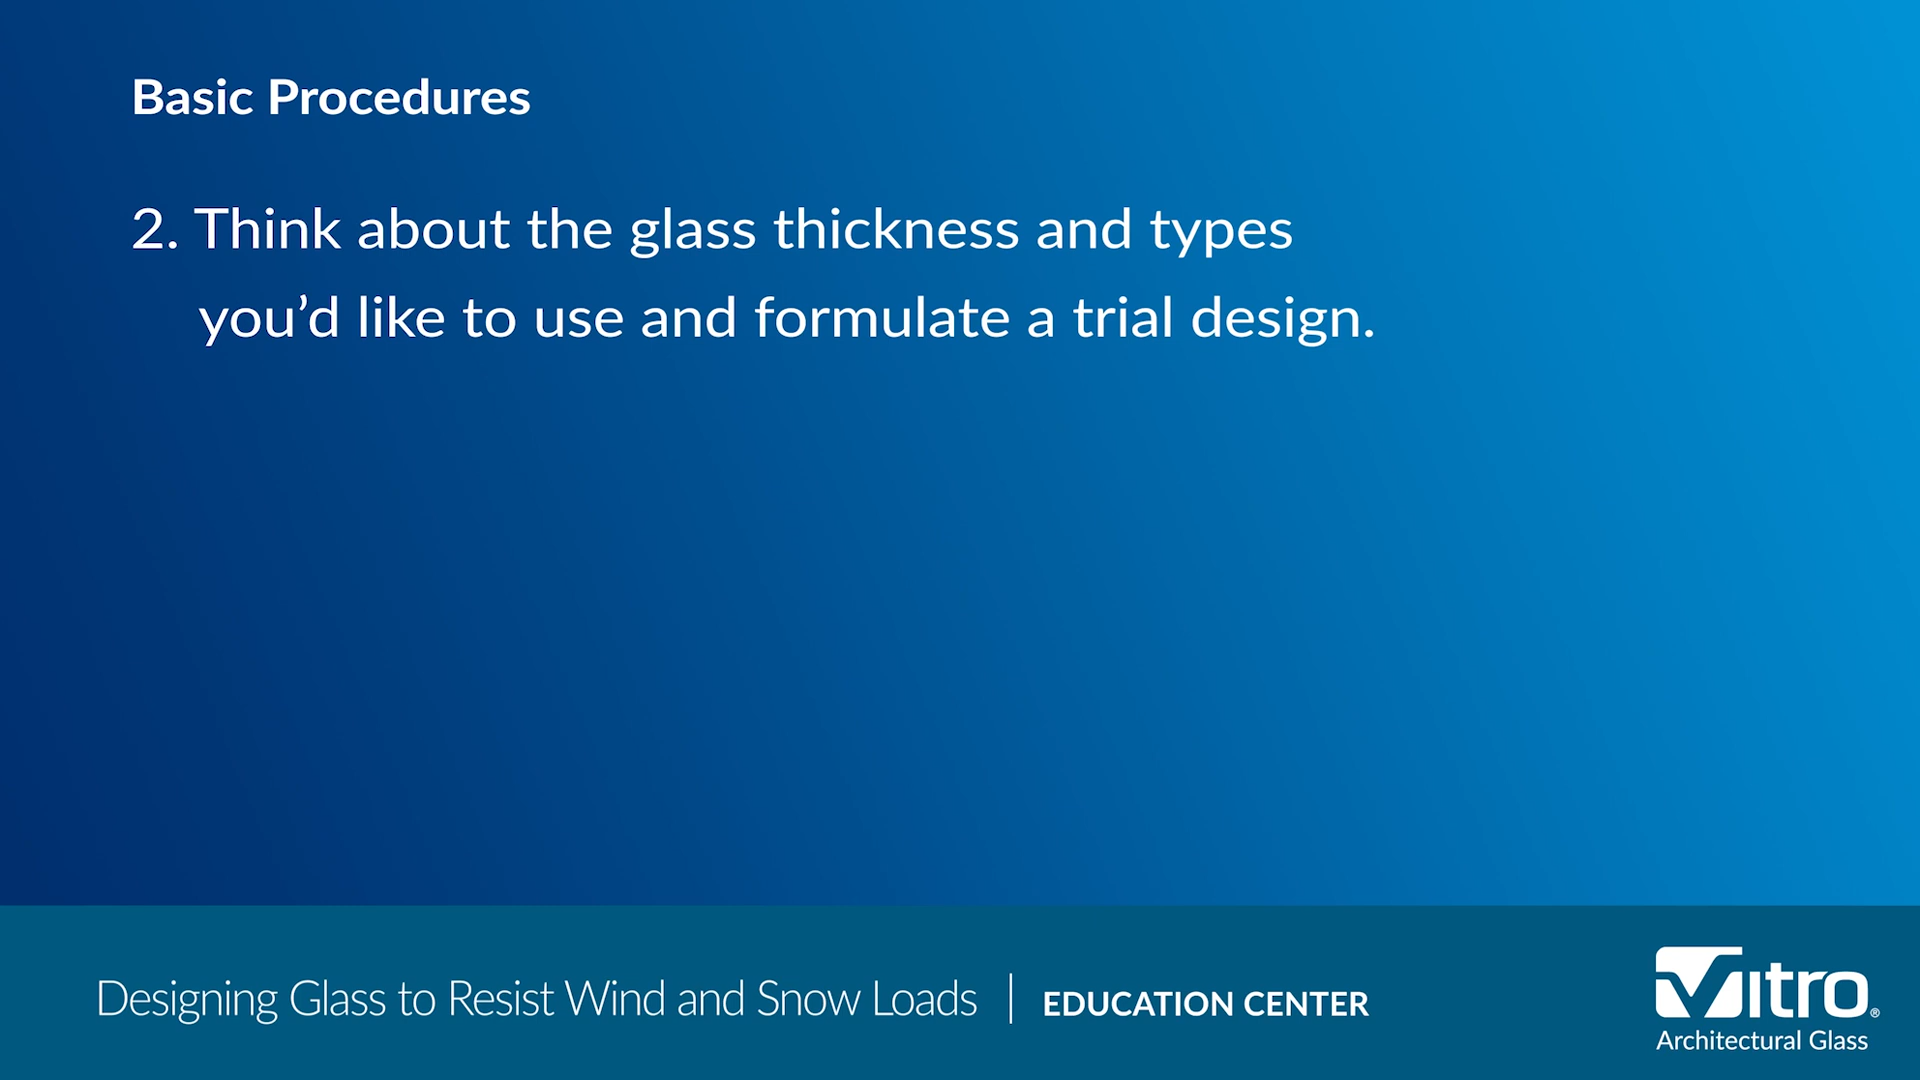 Basic Procedures
2. Think about the glass thickness and types
you’d like to use and formulate a trial design.
Designing Glass to Resist Wind and Snow Loads | EDUCATION CENTER
Vitro®
Architectural Glass